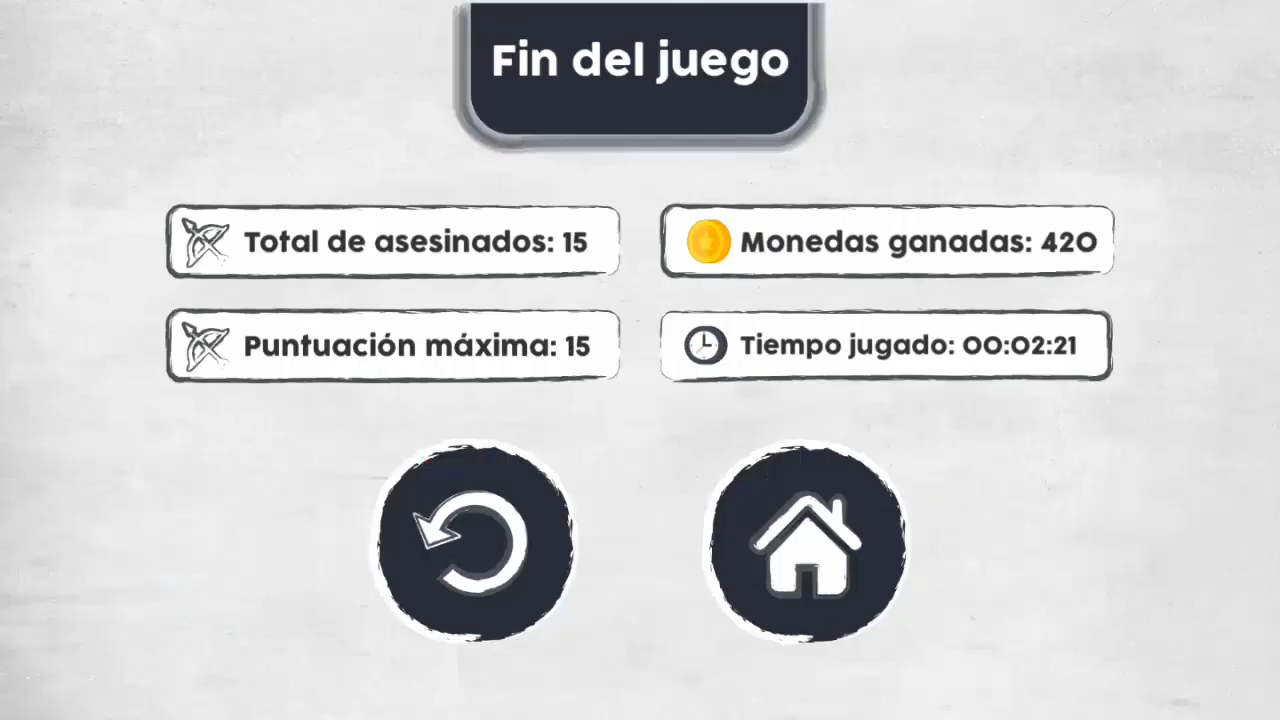 Fin del juego
Total de asesinados: 15
Monedas ganadas: 420
Puntuación máxima: 15
Tiempo jugado: 00:02:21